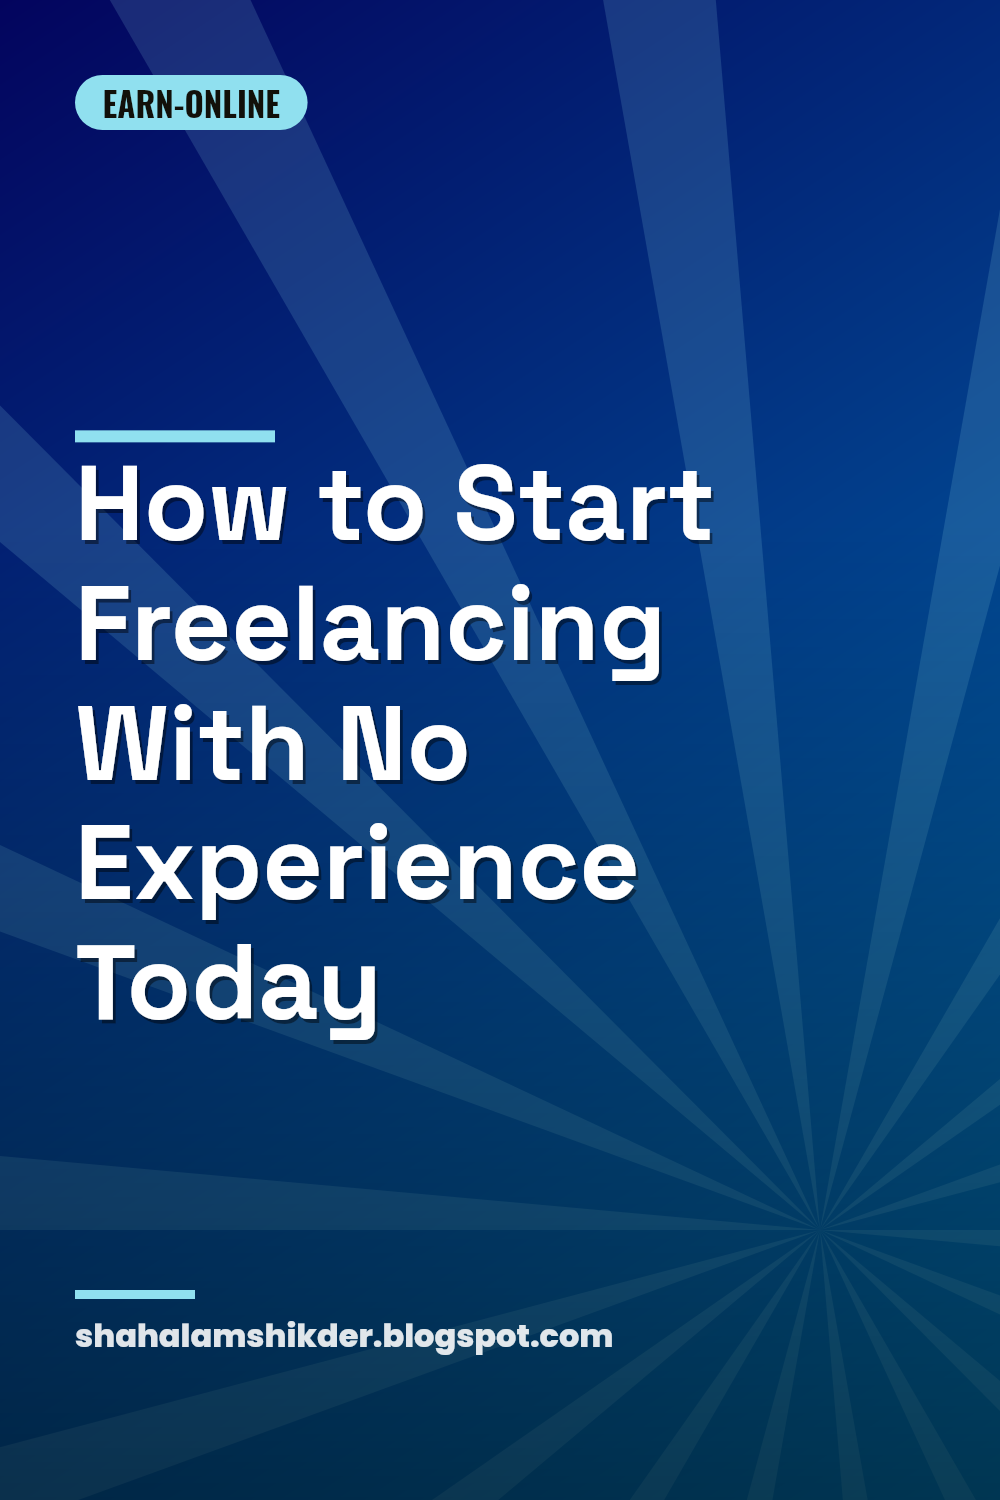 EARN-ONLINE
How to Start
Freelancing
With No
Experience
Today
shahalamshikder.blogspot.com